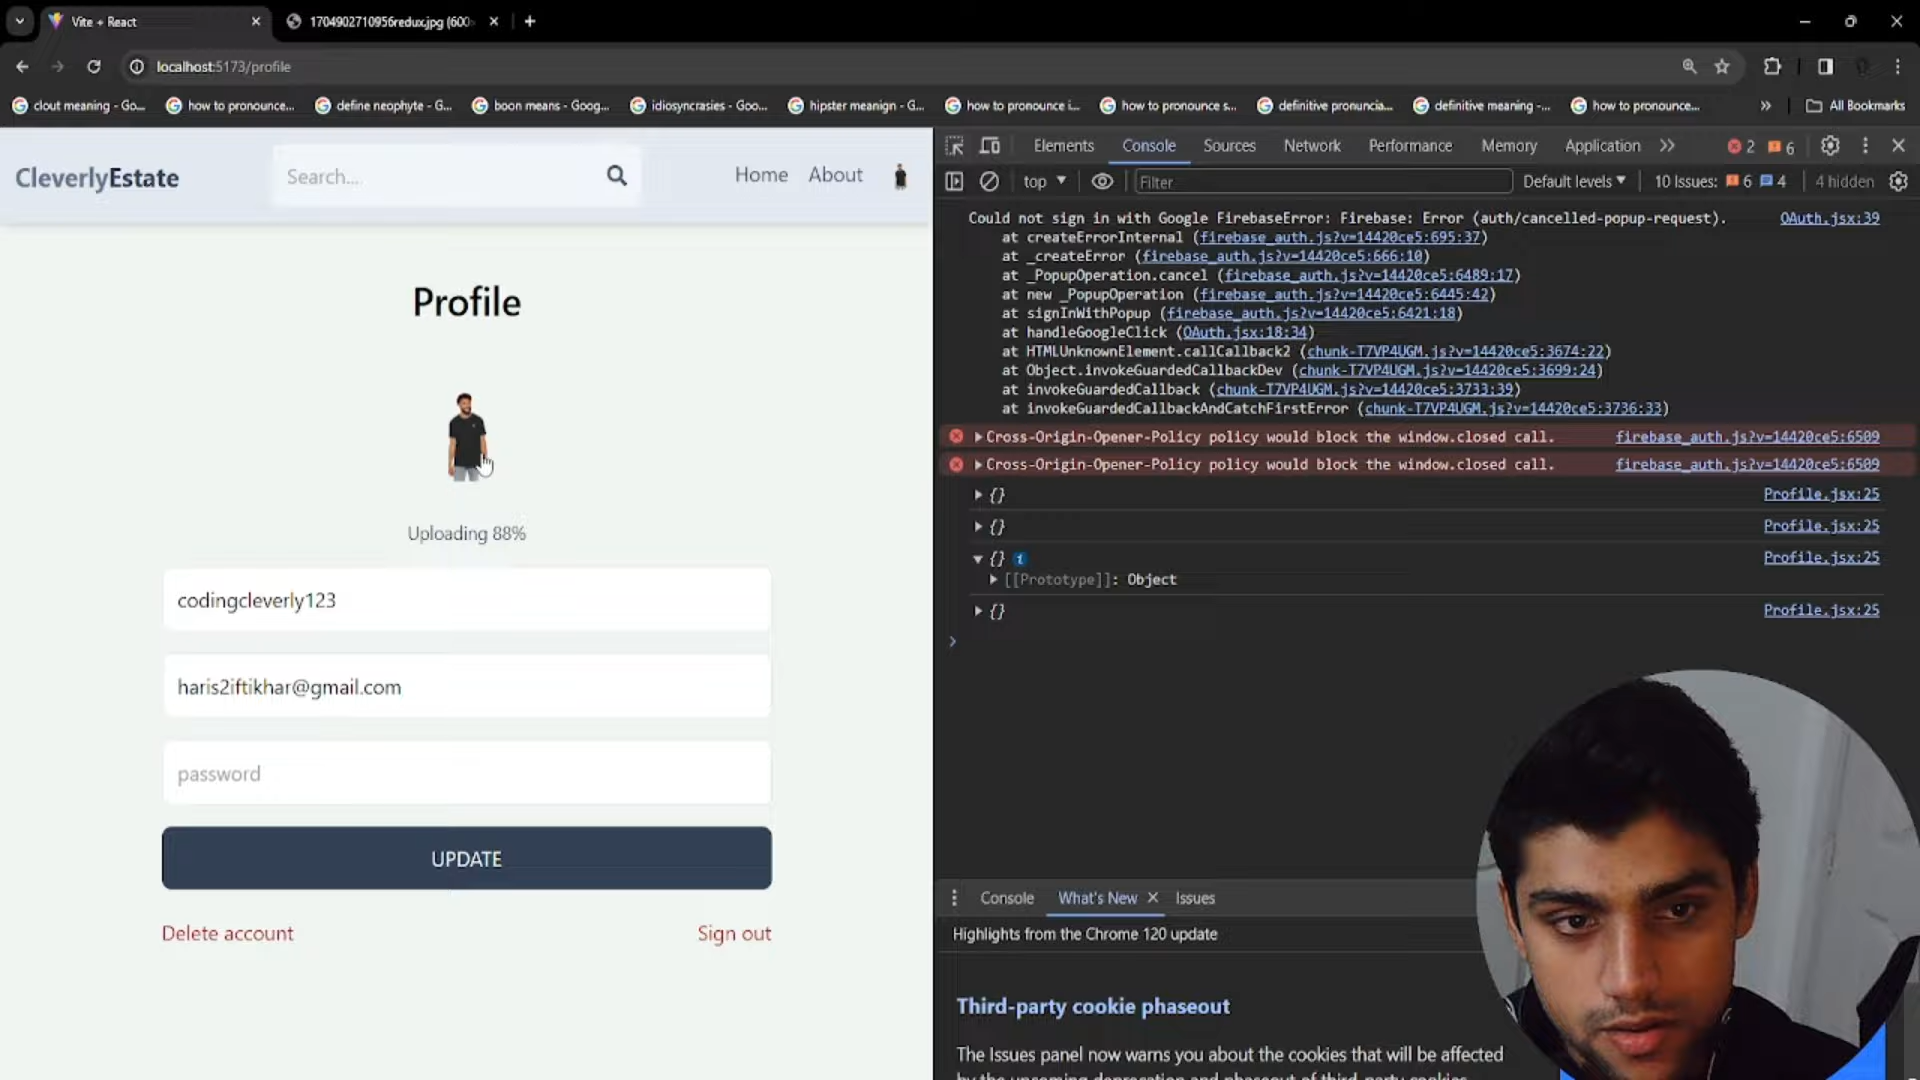 Vite + React
1704902710956redux.jpg (600
localhost:5173/profile
clout meaning - Go...
how to pronounce...
define neophyte - G...
boon means - Goog...
idiosyncrasies - Goo...
hipster meanign - G...
how to pronounce i...
how to pronounce s...
definitive pronuncia...
definitive meaning -...
how to pronounce...
All Bookmarks
CleverlyEstate
Search....
Home
About
Profile
Uploading 88%
codingcleverly123
haris2iftikhar@gmail.com
password
UPDATE
Delete account
Sign out
Elements
Console
Sources
Network
Performance
Memory
Application
2
6
top
Filter
Default levels
10 Issues:
6
4
4 hidden
Could not sign in with Google FirebaseError: Firebase: Error (auth/cancelled-popup-request).
OAuth.jsx:39
at createErrorInternal (firebase_auth.js?v=14420ce5:695:37)
at _createError (firebase_auth.js?v=14420ce5:666:10)
at _PopupOperation.cancel (firebase_auth.js?v=14420ce5:6489:17)
at new _PopupOperation (firebase_auth.js?v=14420ce5:6445:42)
at signInWithPopup (firebase_auth.js?v=14420ce5:6421:18)
at handleGoogleClick (OAuth.jsx:18:34)
at HTMLUnknownElement.callCallback2 (chunk-T7VP4UGM.js?v=14420ce5:3674:22)
at Object.invokeGuardedCallbackDev (chunk-T7VP4UGM.js?v=14420ce5:3699:24)
at invokeGuardedCallback (chunk-T7VP4UGM.js?v=14420ce5:3733:39)
at invokeGuardedCallbackAndCatchFirstError (chunk-T7VP4UGM.js?v=14420ce5:3736:33)
Cross-Origin-Opener-Policy policy would block the window.closed call.
firebase_auth.js?v=14420ce5:6509
Cross-Origin-Opener-Policy policy would block the window.closed call.
firebase_auth.js?v=14420ce5:6509
{}
Profile.jsx:25
{}
Profile.jsx:25
{}
Profile.jsx:25
[[Prototype]]: Object
{}
Profile.jsx:25
Console
What's New
Issues
Highlights from the Chrome 120 update
Third-party cookie phaseout
The Issues panel now warns you about the cookies that will be affected
by the upcoming deprecation and phaseout of third-party cookies